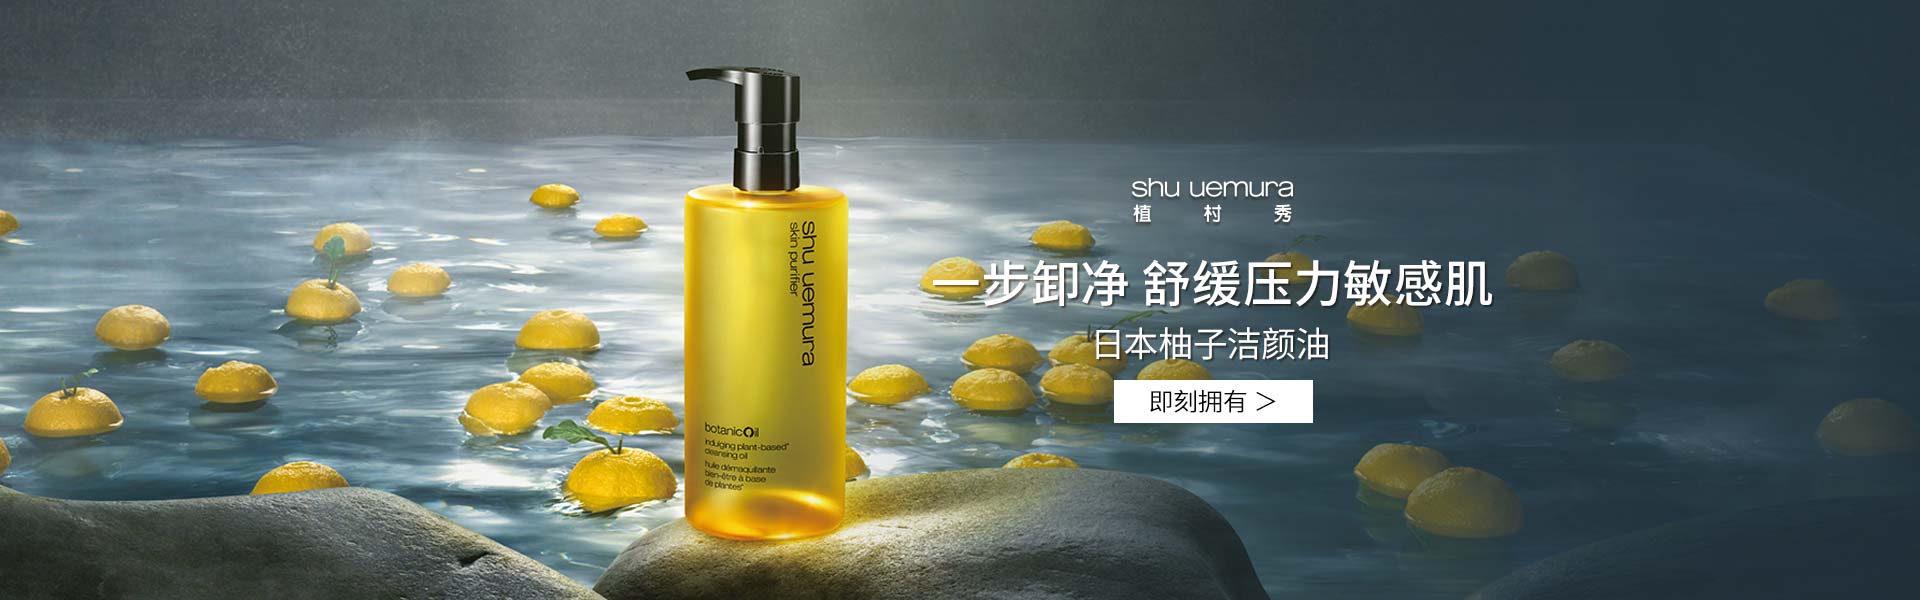 shu uemura
skin purifier
botanicOil
indulging plant-based*
cleansing oil
huile démaquillante
bien-être à base
de plantes*
shu uemura
植村秀
一步卸净 舒缓压力敏感肌
日本柚子洁颜油
即刻拥有 >